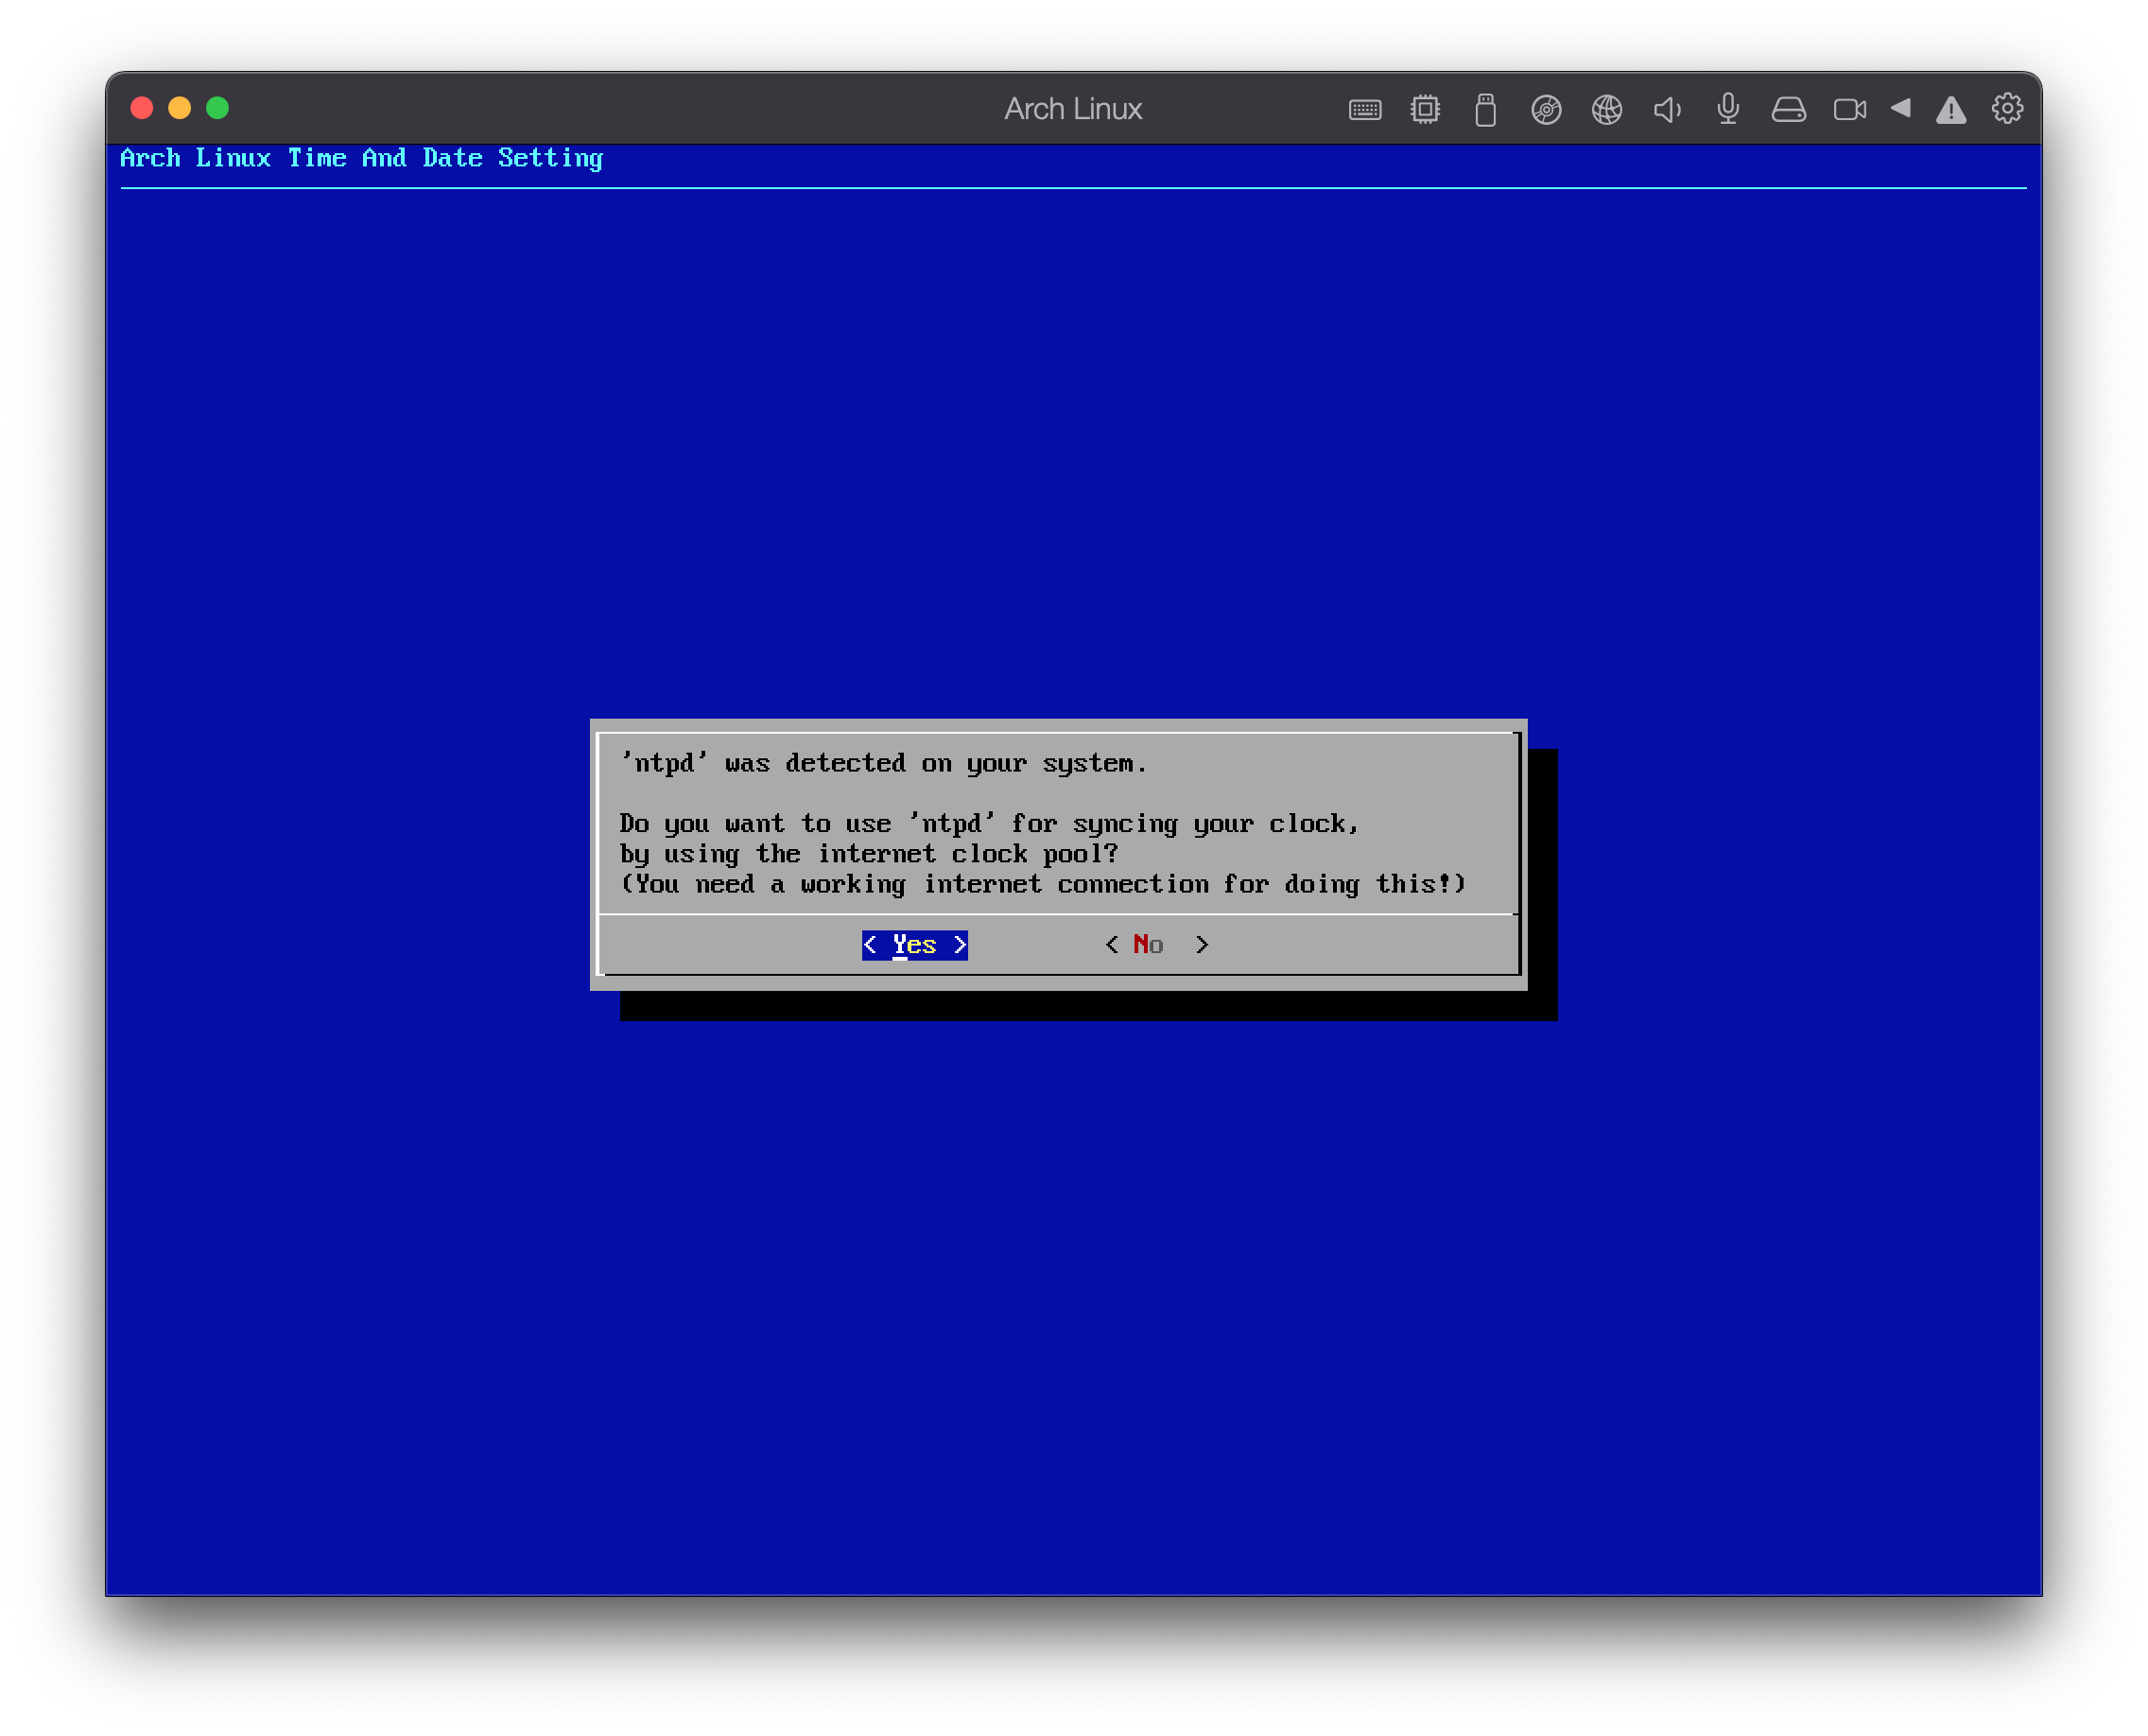 Arch Linux
Arch Linux Time And Date Setting
'ntpd' was detected on your system.
Do you want to use 'ntpd' for syncing your clock,
by using the internet clock pool?
(You need a working internet connection for doing this!)
< Yes > < No >